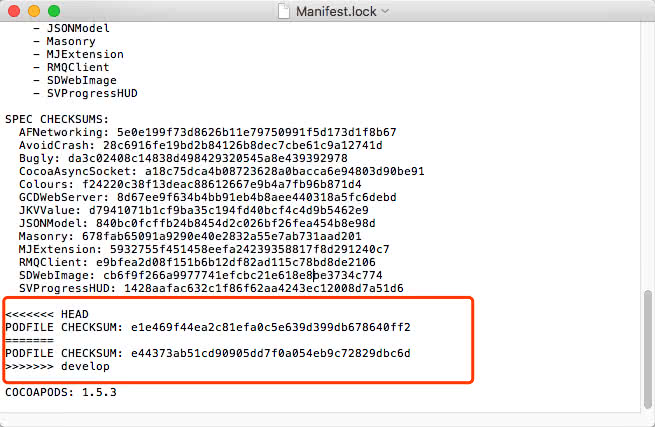 Manifest.lock
- JSONModel
- Masonry
- MJExtension
- RMQClient
- SDWebImage
- SVProgressHUD
SPEC CHECKSUMS:
AFNetworking: 5e0e199f73d8626b11e79750991f5d173d1f8b67
AvoidCrash: 28c6916fe19bd2b84126b8dec7cbe61c9a12741d
Bugly: da3c02408c14838d498429320545a8e439392978
CocoaAsyncSocket: a18c75dca4b08723628a0bacca6e94803d90be91
Colours: f24220c38f13deac88612667e9b4a7fb96b871d4
GCDWebServer: 8d67ee9f634b4bb91eb4b8aee440318a5fc6debd
JKVValue: d7941071b1cf9ba35c194fd40bcf4c4d9b5462e9
JSONModel: 840bc0fcffb24b8454d2c026bf26fea454b8e98d
Masonry: 678fab65091a9290e40e2832a55e7ab731aad201
MJExtension: 5932755f451458eefa24239358817f8d291240c7
RMQClient: e9bfea2d08f151b6b12df82ad115c78bd8de2106
SDWebImage: cb6f9f266a9977741efcbc21e618e8be3734c774
SVProgressHUD: 1428aafac632c1f86f62aa4243ec12008d7a51d6
<<<<<<< HEAD
PODFILE CHECKSUM: e1e469f44ea2c81efa0c5e639d399db678640ff2
=======
PODFILE CHECKSUM: e44373ab51cd90905dd7f0a054eb9c72829dbc6d
>>>>>>> develop
COCOAPODS: 1.5.3